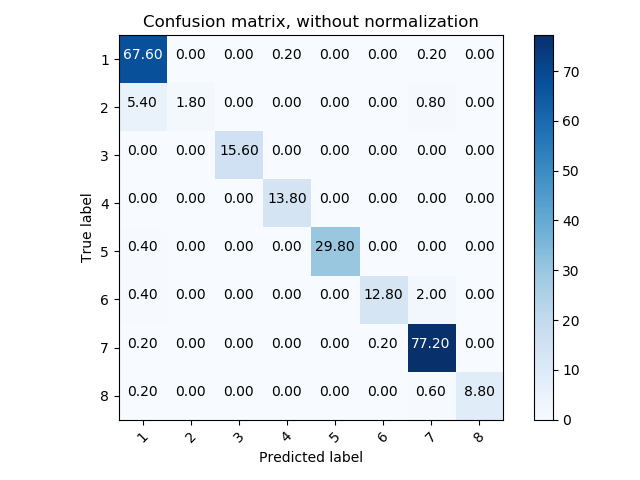 Confusion matrix, without normalization
1 67.60 0.00 0.00 0.20 0.00 0.00 0.20 0.00
2 5.40 1.80 0.00 0.00 0.00 0.00 0.80 0.00
3 0.00 0.00 15.60 0.00 0.00 0.00 0.00 0.00
4 0.00 0.00 0.00 13.80 0.00 0.00 0.00 0.00
5 0.40 0.00 0.00 0.00 29.80 0.00 0.00 0.00
6 0.40 0.00 0.00 0.00 0.00 12.80 2.00 0.00
7 0.20 0.00 0.00 0.00 0.00 0.20 77.20 0.00
8 0.20 0.00 0.00 0.00 0.00 0.00 0.60 8.80
1 2 3 4 5 6 7 8
Predicted label
True label
70
60
50
40
30
20
10
0